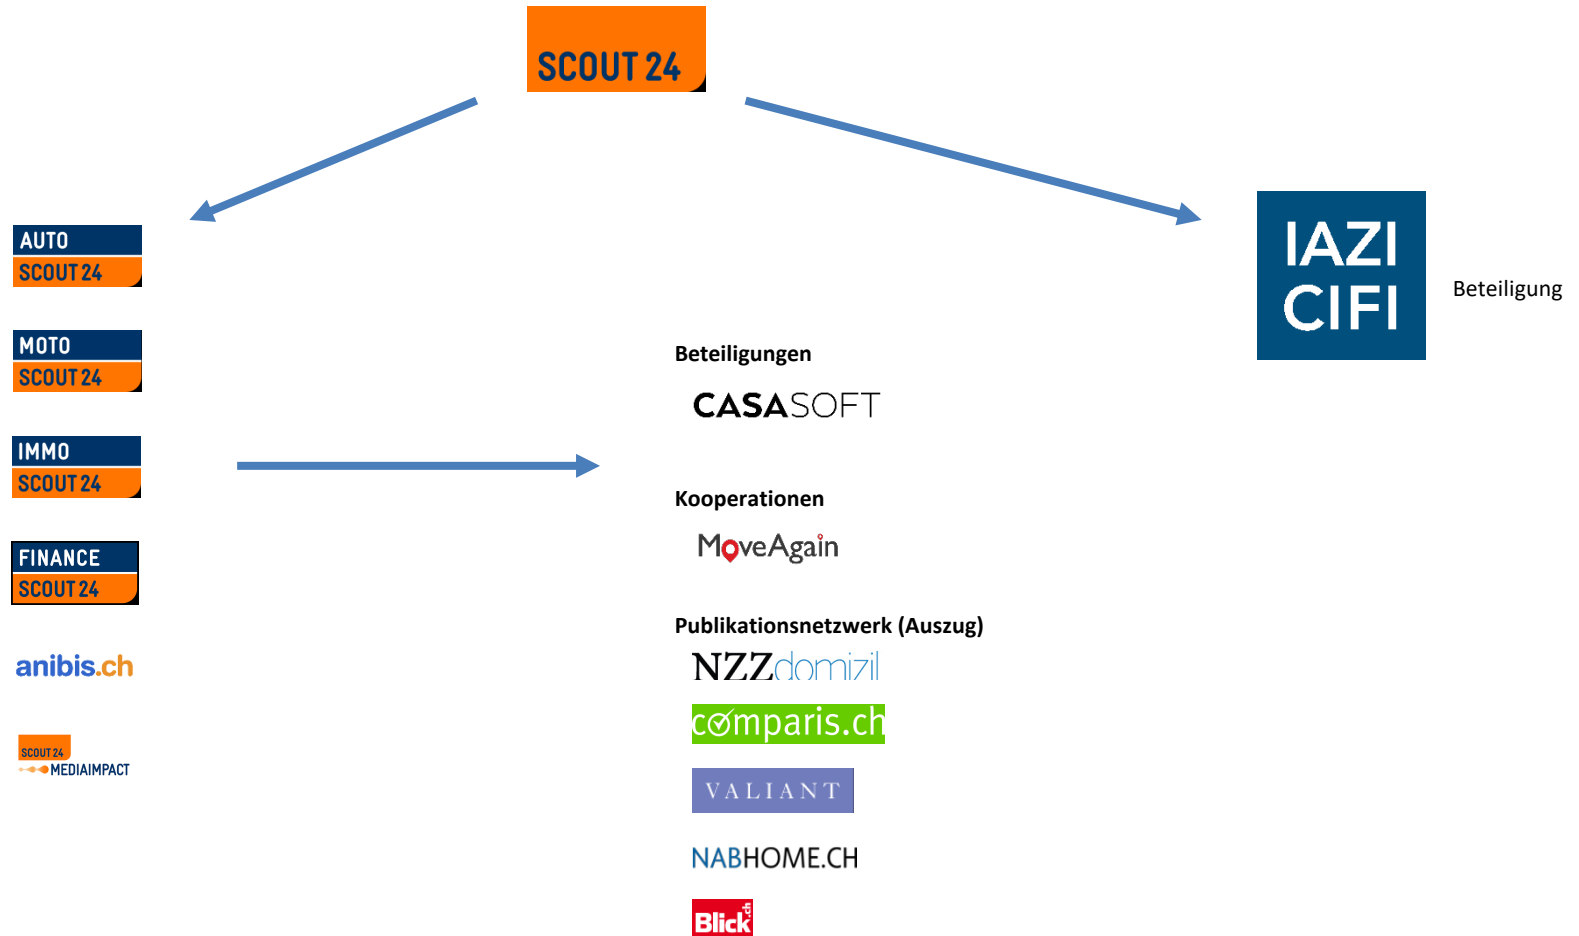 SCOUT 24
AUTO
SCOUT 24
MOTO
SCOUT 24
IMMO
SCOUT 24
FINANCE
SCOUT 24
anibis.ch
SCOUT 24
MEDIAIMPACT
Beteiligungen
CASASOFT
Kooperationen
MoveAgain
Publikationsnetzwerk (Auszug)
NZZdomizil
comparis.ch
VALIANT
NABHOME.CH
Blick.ch
IAZI
CIFI
Beteiligung